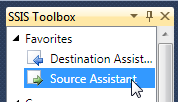 SSIS Toolbox
Favorites
Destination Assist...
Source Assistant